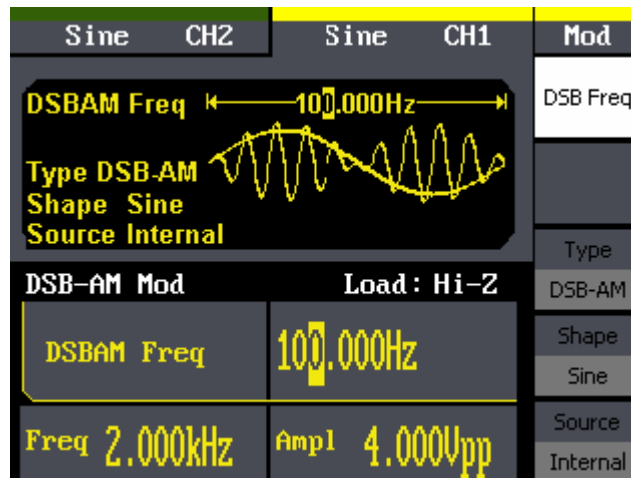 Sine CH2 Sine CH1 Mod
DSBAM Freq 100.000Hz
Type DSB-AM
Shape Sine
Source Internal
DSB Freq
Type
DSB-AM
Shape
Sine
Source
Internal
DSB-AM Mod Load: Hi-Z
DSBAM Freq 100.000Hz
Freq 2.000kHz Ampl 4.000Vpp